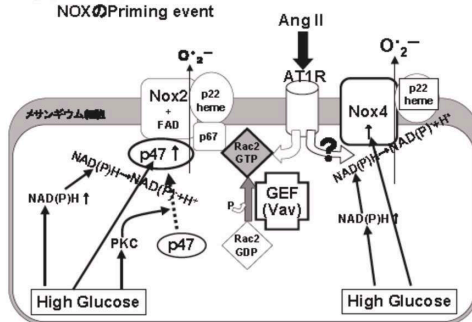 NOXのPriming event
Ang II
O・2−
O・2−
AT1R
Nox2
+
FAD
p22
heme
p67
Nox4
↑
p22
heme
メサンギウム細胞
p47 ↑
Rac2
GTP
?
NAD(P)H→NAD(P)++H+
NAD(P)H→NAD(P)++H+
NAD(P)H↑
GEF
(Vav)
P
NAD(P)H↑
PKC
p47
Rac2
GDP
High Glucose
High Glucose